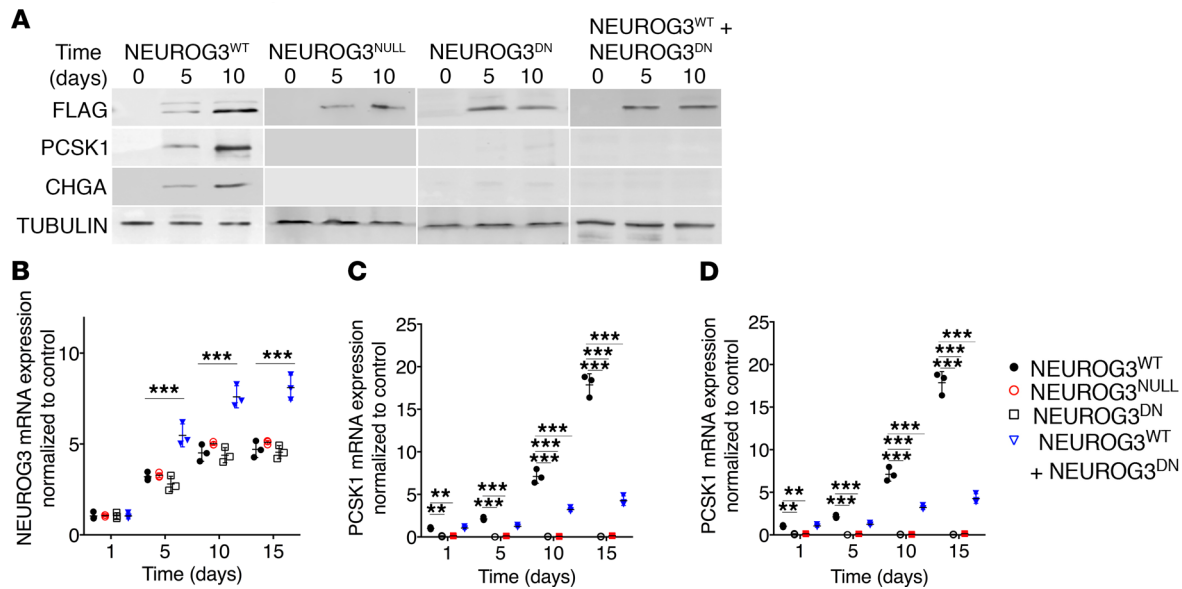 A
Time
(days)
NEUROG3WT
NEUROG3NULL
NEUROG3DN
NEUROG3WT +
NEUROG3DN
0 5 10 0 5 10 0 5 10 0 5 10
FLAG
PCSK1
CHGA
TUBULIN
B
NEUROG3 mRNA expression
normalized to control
10
5
0
*** *** ***
1 5 10 15
Time (days)
C
PCSK1 mRNA expression
normalized to control
25
20
15
10
5
0
**
**
***
***
***
***
***
***
***
***
1 5 10 15
Time (days)
D
PCSK1 mRNA expression
normalized to control
25
20
15
10
5
0
**
**
***
***
***
***
***
***
***
***
1 5 10 15
Time (days)
NEUROG3WT
NEUROG3NULL
NEUROG3DN
NEUROG3WT
+ NEUROG3DN